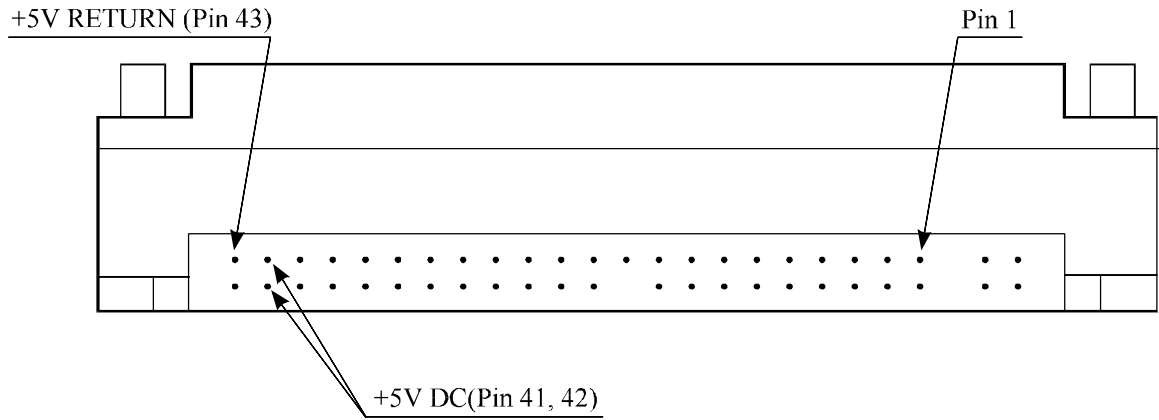 +5V RETURN (Pin 43)
Pin 1
+5V DC(Pin 41, 42)